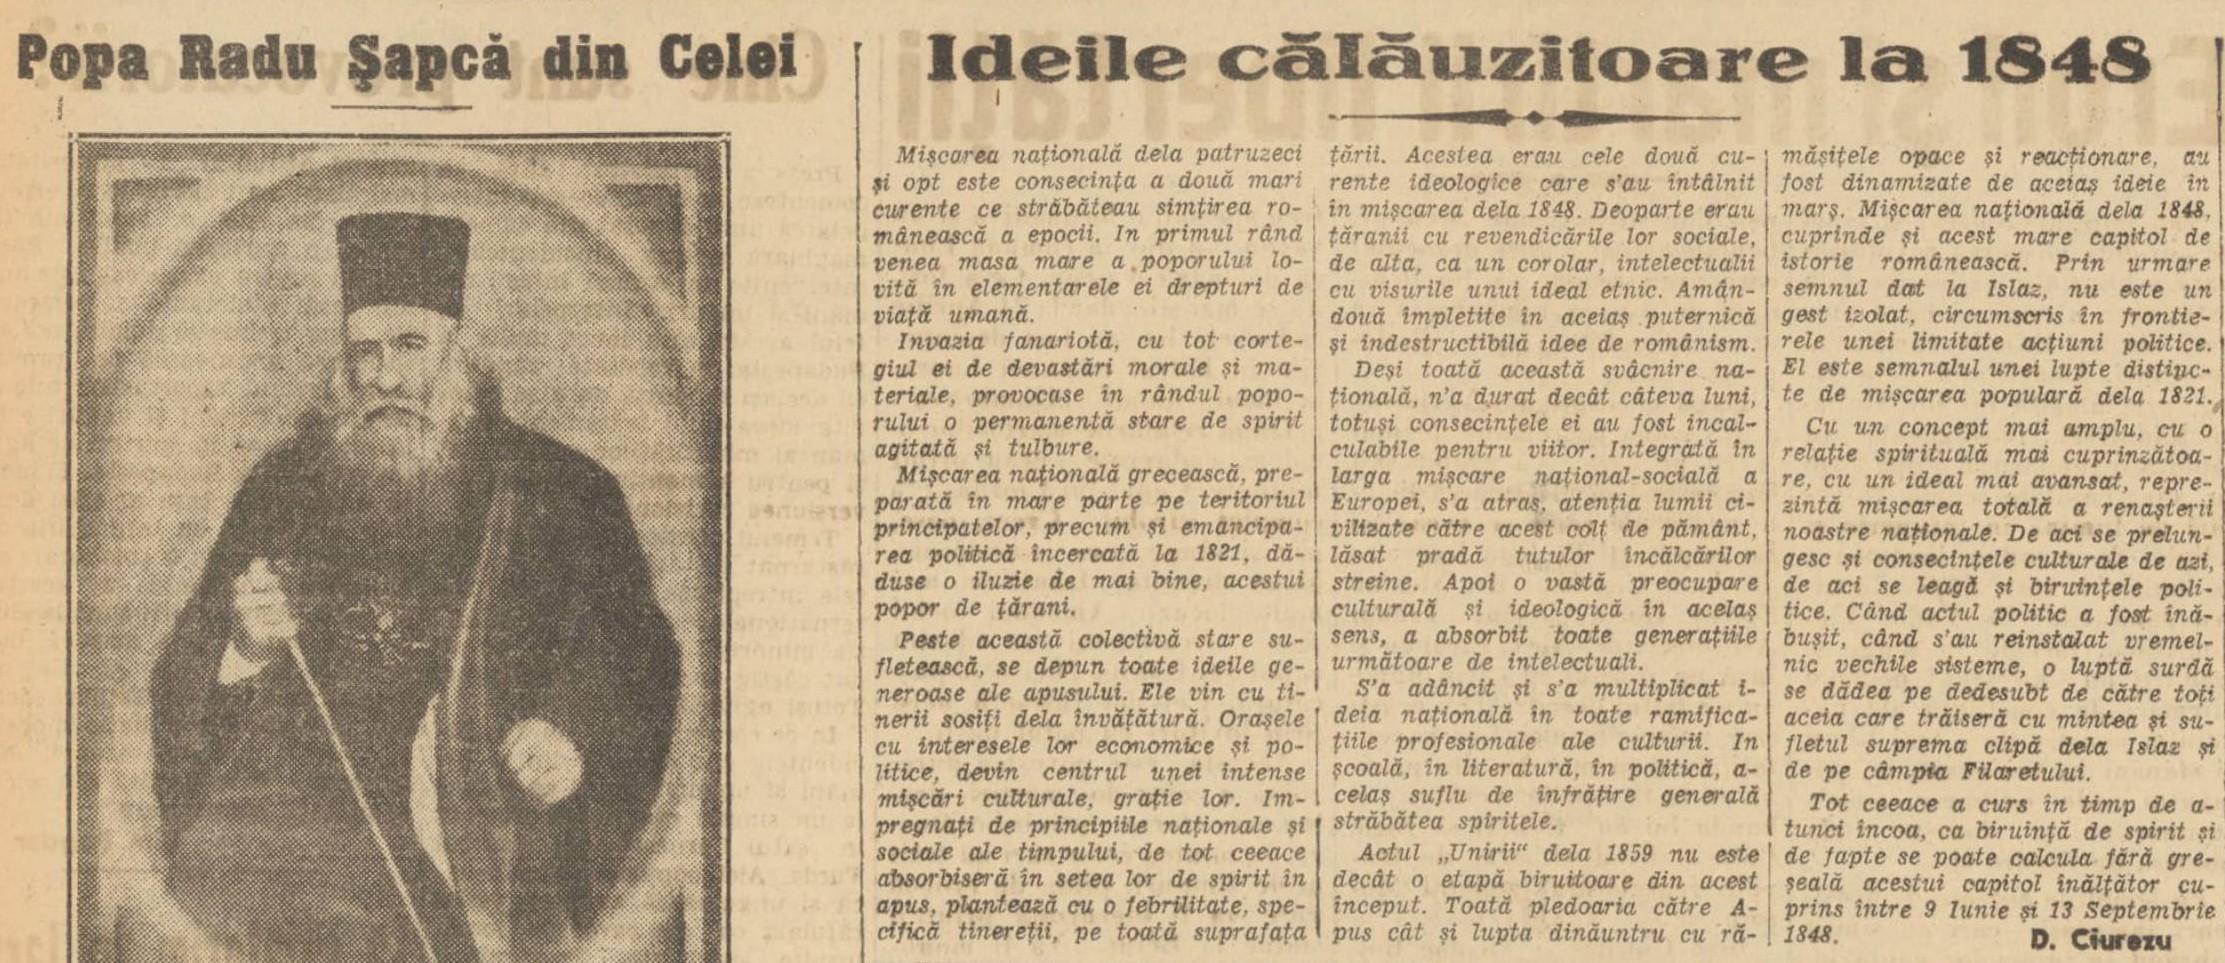 Popa Radu Şapcă din Celei
Ideile călăuzitoare la 1848
Mişcarea naţională dela patruzeci
şi opt este consecinţa a două mari
curente ce străbăteau simţirea ro-
mânească a epocii. In primul rând
venea masa mare a poporului lo-
vită în elementarele ei drepturi de
viaţă umană.
Invazia fanariotă, cu tot corte-
giul ei de devastări morale şi ma-
teriale, provocase în rândul popo-
rului o permanentă stare de spirit
agitată şi tulbure.
Mişcarea naţională grecească, pre-
parată în mare parte pe teritoriul
principatelor, precum şi emancipa-
rea politică încercată la 1821, dă-
duse o iluzie de mai bine, acestui
popor de ţărani.
Peste această colectivă stare su-
fletească, se depun toate ideile ge-
neroase ale apusului. Ele vin cu ti-
nerii sosiţi dela învăţătură. Oraşele
cu interesele lor economice şi po-
litice, devin centrul unei intense
mişcări culturale, graţie lor. Im-
pregnaţi de principiile naţionale şi
sociale ale timpului, de tot ceeace
absorbiseră în setea lor de spirit în
apus, plantează cu o febrilitate, spe-
cifică tinereţii, pe toată suprafaţa
ţării. Acestea erau cele două cu-
rente ideologice care s'au întâlnit
în mişcarea dela 1848. Deoparte erau
ţăranii cu revendicările lor sociale,
de alta, ca un corolar, intelectualii
cu visurile unui ideal etnic. Amân-
două împletite în aceiaş puternică
şi indestructibilă idee de românism.
Deşi toată această svâcnire na-
ţională, n'a durat decât câteva luni,
totuşi consecinţele ei au fost incal-
culabile pentru viitor. Integrată în
larga mişcare naţional-socială a
Europei, s'a atras, atenţia lumii ci-
vilizate către acest colţ de pământ,
lăsat pradă tutulor încălcărilor
streine. Apoi o vastă preocupare
culturală şi ideologică în acelaş
sens, a absorbit toate generaţiile
următoare de intelectuali.
S'a adâncit şi s'a multiplicat i-
deia naţională în toate ramifica-
ţiile profesionale ale culturii. In
şcoală, în literatură, în politică, a-
celaş suflu de înfrăţire generală
străbătea spiritele.
Actul „Unirii“ dela 1859 nu este
decât o etapă biruitoare din acest
început. Toată pledoaria către A-
pus cât şi lupta dinăuntru cu ră-
măşiţele opace şi reacţionare, au
fost dinamizate de aceiaş ideie în
marş. Mişcarea naţională dela 1848,
cuprinde şi acest mare capitol de
istorie românească. Prin urmare
semnul dat la Islaz, nu este un
gest izolat, circumscris în frontie-
rele unei limitate acţiuni politice.
El este semnalul unei lupte distinc-
te de mişcarea populară dela 1821.
Cu un concept mai amplu, cu o
relaţie spirituală mai cuprinzătoa-
re, cu un ideal mai avansat, repre-
zintă mişcarea totală a renaşterii
noastre naţionale. De aci se prelun-
gesc şi consecinţele culturale de azi,
de aci se leagă şi biruinţele poli-
tice. Când actul politic a fost înă-
buşit, când s'au reinstalat vremel-
nic vechile sisteme, o luptă surdă
se dădea pe dedesubt de către toţi
aceia care trăiseră cu mintea şi su-
fletul suprema clipă dela Islaz şi
de pe câmpia Filaretului.
Tot ceeace a curs în timp de a-
tunci încoa, ca biruinţă de spirit şi
de fapte se poate calcula fără gre-
şeală acestui capitol înălţător cu-
prins între 9 Iunie şi 13 Septembrie
1848.
D. Ciurezu